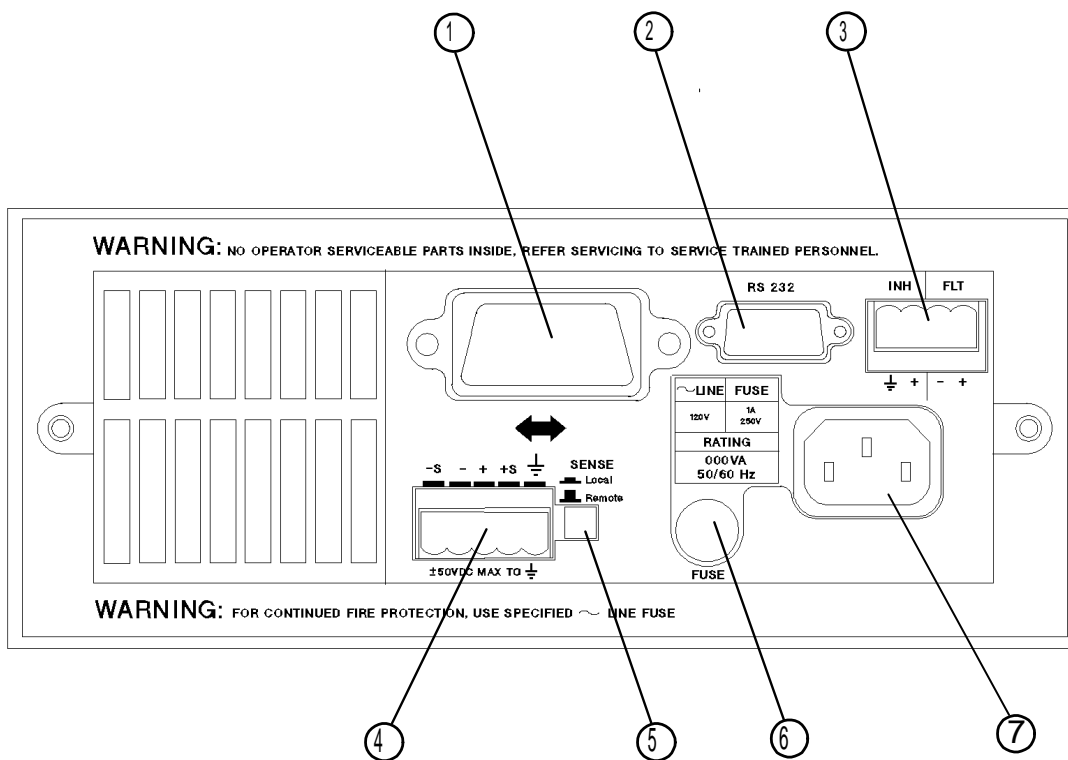 1 2 3
WARNING: NO OPERATOR SERVICEABLE PARTS INSIDE, REFER SERVICING TO SERVICE TRAINED PERSONNEL.
RS 232
INH FLT
⏚ + - +
~LINE FUSE
120V 1A 250V
RATING
000VA
50/60 Hz
-S - + +S ⏚
SENSE
Local
Remote
±50VDC MAX TO ⏚
FUSE
WARNING: FOR CONTINUED FIRE PROTECTION, USE SPECIFIED ~ LINE FUSE
4 5 6 7